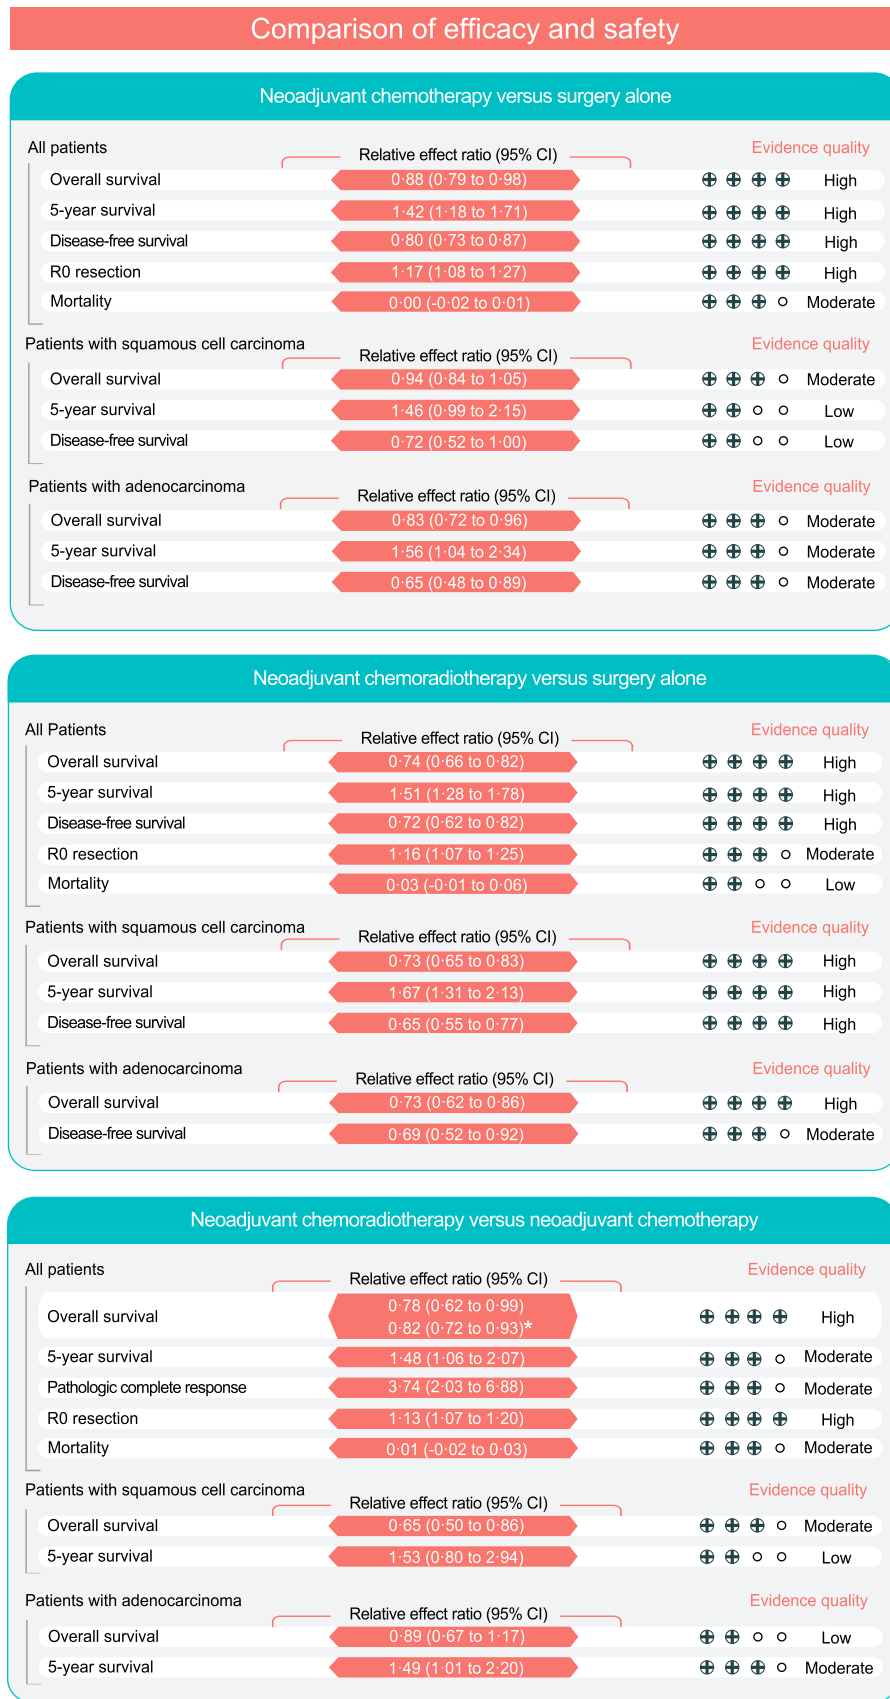 Comparison of efficacy and safety
Neoadjuvant chemotherapy versus surgery alone
All patients Relative effect ratio (95% CI) Evidence quality
Overall survival 0·88 (0·79 to 0·98) High
5-year survival 1·42 (1·18 to 1·71) High
Disease-free survival 0·80 (0·73 to 0·87) High
R0 resection 1·17 (1·08 to 1·27) High
Mortality 0·00 (-0·02 to 0·01) Moderate
Patients with squamous cell carcinoma Relative effect ratio (95% CI) Evidence quality
Overall survival 0·94 (0·84 to 1·05) Moderate
5-year survival 1·46 (0·99 to 2·15) Low
Disease-free survival 0·72 (0·52 to 1·00) Low
Patients with adenocarcinoma Relative effect ratio (95% CI) Evidence quality
Overall survival 0·83 (0·72 to 0·96) Moderate
5-year survival 1·56 (1·04 to 2·34) Moderate
Disease-free survival 0·65 (0·48 to 0·89) Moderate
Neoadjuvant chemoradiotherapy versus surgery alone
All Patients Relative effect ratio (95% CI) Evidence quality
Overall survival 0·74 (0·66 to 0·82) High
5-year survival 1·51 (1·28 to 1·78) High
Disease-free survival 0·72 (0·62 to 0·82) High
R0 resection 1·16 (1·07 to 1·25) Moderate
Mortality 0·03 (-0·01 to 0·06) Low
Patients with squamous cell carcinoma Relative effect ratio (95% CI) Evidence quality
Overall survival 0·73 (0·65 to 0·83) High
5-year survival 1·67 (1·31 to 2·13) High
Disease-free survival 0·65 (0·55 to 0·77) High
Patients with adenocarcinoma Relative effect ratio (95% CI) Evidence quality
Overall survival 0·73 (0·62 to 0·86) High
Disease-free survival 0·69 (0·52 to 0·92) Moderate
Neoadjuvant chemoradiotherapy versus neoadjuvant chemotherapy
All patients Relative effect ratio (95% CI) Evidence quality
0·78 (0·62 to 0·99)
Overall survival High
0·82 (0·72 to 0·93)*
5-year survival 1·48 (1·06 to 2·07) Moderate
Pathologic complete response 3·74 (2·03 to 6·88) Moderate
R0 resection 1·13 (1·07 to 1·20) High
Mortality 0·01 (-0·02 to 0·03) Moderate
Patients with squamous cell carcinoma Relative effect ratio (95% CI) Evidence quality
Overall survival 0·65 (0·50 to 0·86) Moderate
5-year survival 1·53 (0·80 to 2·94) Low
Patients with adenocarcinoma Relative effect ratio (95% CI) Evidence quality
Overall survival 0·89 (0·67 to 1·17) Low
5-year survival 1·49 (1·01 to 2·20) Moderate